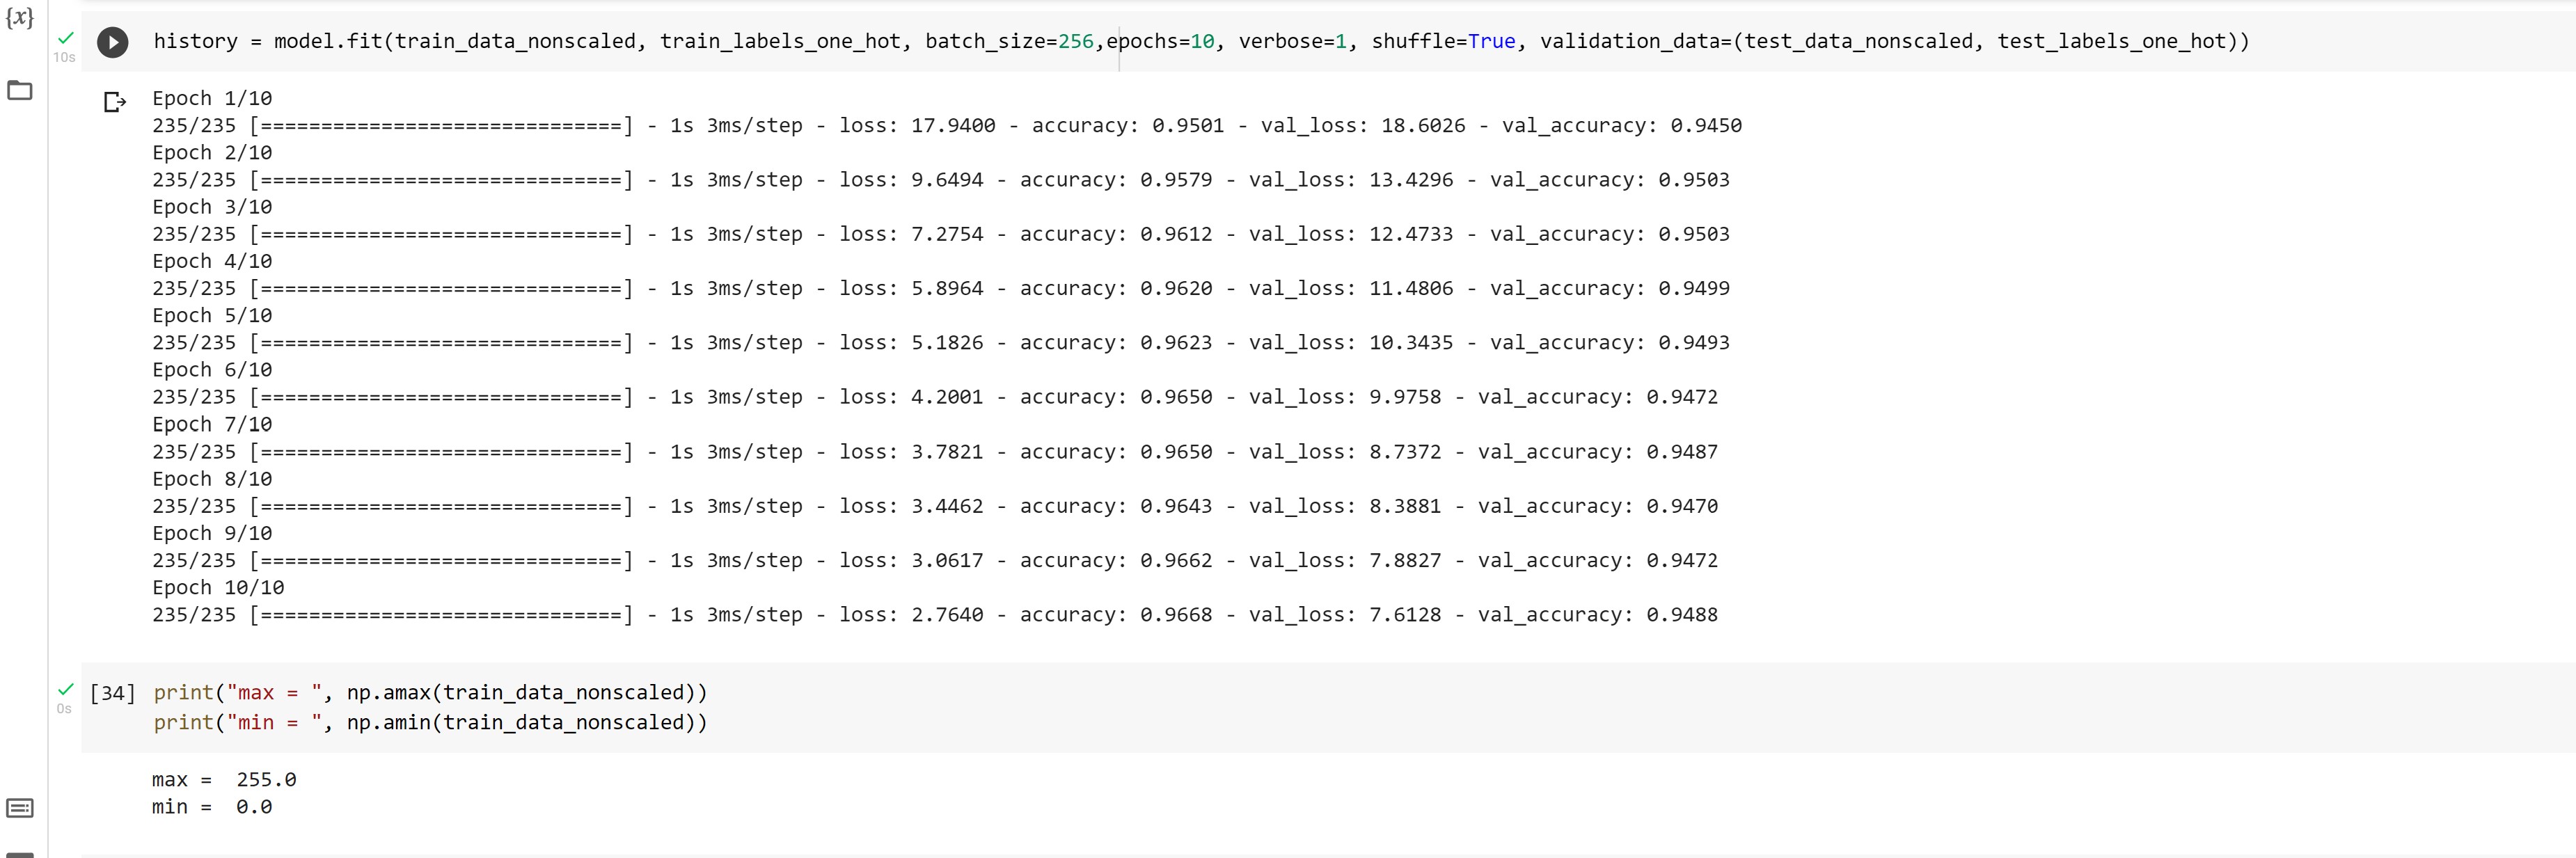 {x}
10s
history = model.fit(train_data_nonscaled, train_labels_one_hot, batch_size=256,epochs=10, verbose=1, shuffle=True, validation_data=(test_data_nonscaled, test_labels_one_hot))
Epoch 1/10
235/235 [==============================] - 1s 3ms/step - loss: 17.9400 - accuracy: 0.9501 - val_loss: 18.6026 - val_accuracy: 0.9450
Epoch 2/10
235/235 [==============================] - 1s 3ms/step - loss: 9.6494 - accuracy: 0.9579 - val_loss: 13.4296 - val_accuracy: 0.9503
Epoch 3/10
235/235 [==============================] - 1s 3ms/step - loss: 7.2754 - accuracy: 0.9612 - val_loss: 12.4733 - val_accuracy: 0.9503
Epoch 4/10
235/235 [==============================] - 1s 3ms/step - loss: 5.8964 - accuracy: 0.9620 - val_loss: 11.4806 - val_accuracy: 0.9499
Epoch 5/10
235/235 [==============================] - 1s 3ms/step - loss: 5.1826 - accuracy: 0.9623 - val_loss: 10.3435 - val_accuracy: 0.9493
Epoch 6/10
235/235 [==============================] - 1s 3ms/step - loss: 4.2001 - accuracy: 0.9650 - val_loss: 9.9758 - val_accuracy: 0.9472
Epoch 7/10
235/235 [==============================] - 1s 3ms/step - loss: 3.7821 - accuracy: 0.9650 - val_loss: 8.7372 - val_accuracy: 0.9487
Epoch 8/10
235/235 [==============================] - 1s 3ms/step - loss: 3.4462 - accuracy: 0.9643 - val_loss: 8.3881 - val_accuracy: 0.9470
Epoch 9/10
235/235 [==============================] - 1s 3ms/step - loss: 3.0617 - accuracy: 0.9662 - val_loss: 7.8827 - val_accuracy: 0.9472
Epoch 10/10
235/235 [==============================] - 1s 3ms/step - loss: 2.7640 - accuracy: 0.9668 - val_loss: 7.6128 - val_accuracy: 0.9488
[34] print("max = ", np.amax(train_data_nonscaled))
0s
print("min = ", np.amin(train_data_nonscaled))
max =  255.0
min =  0.0